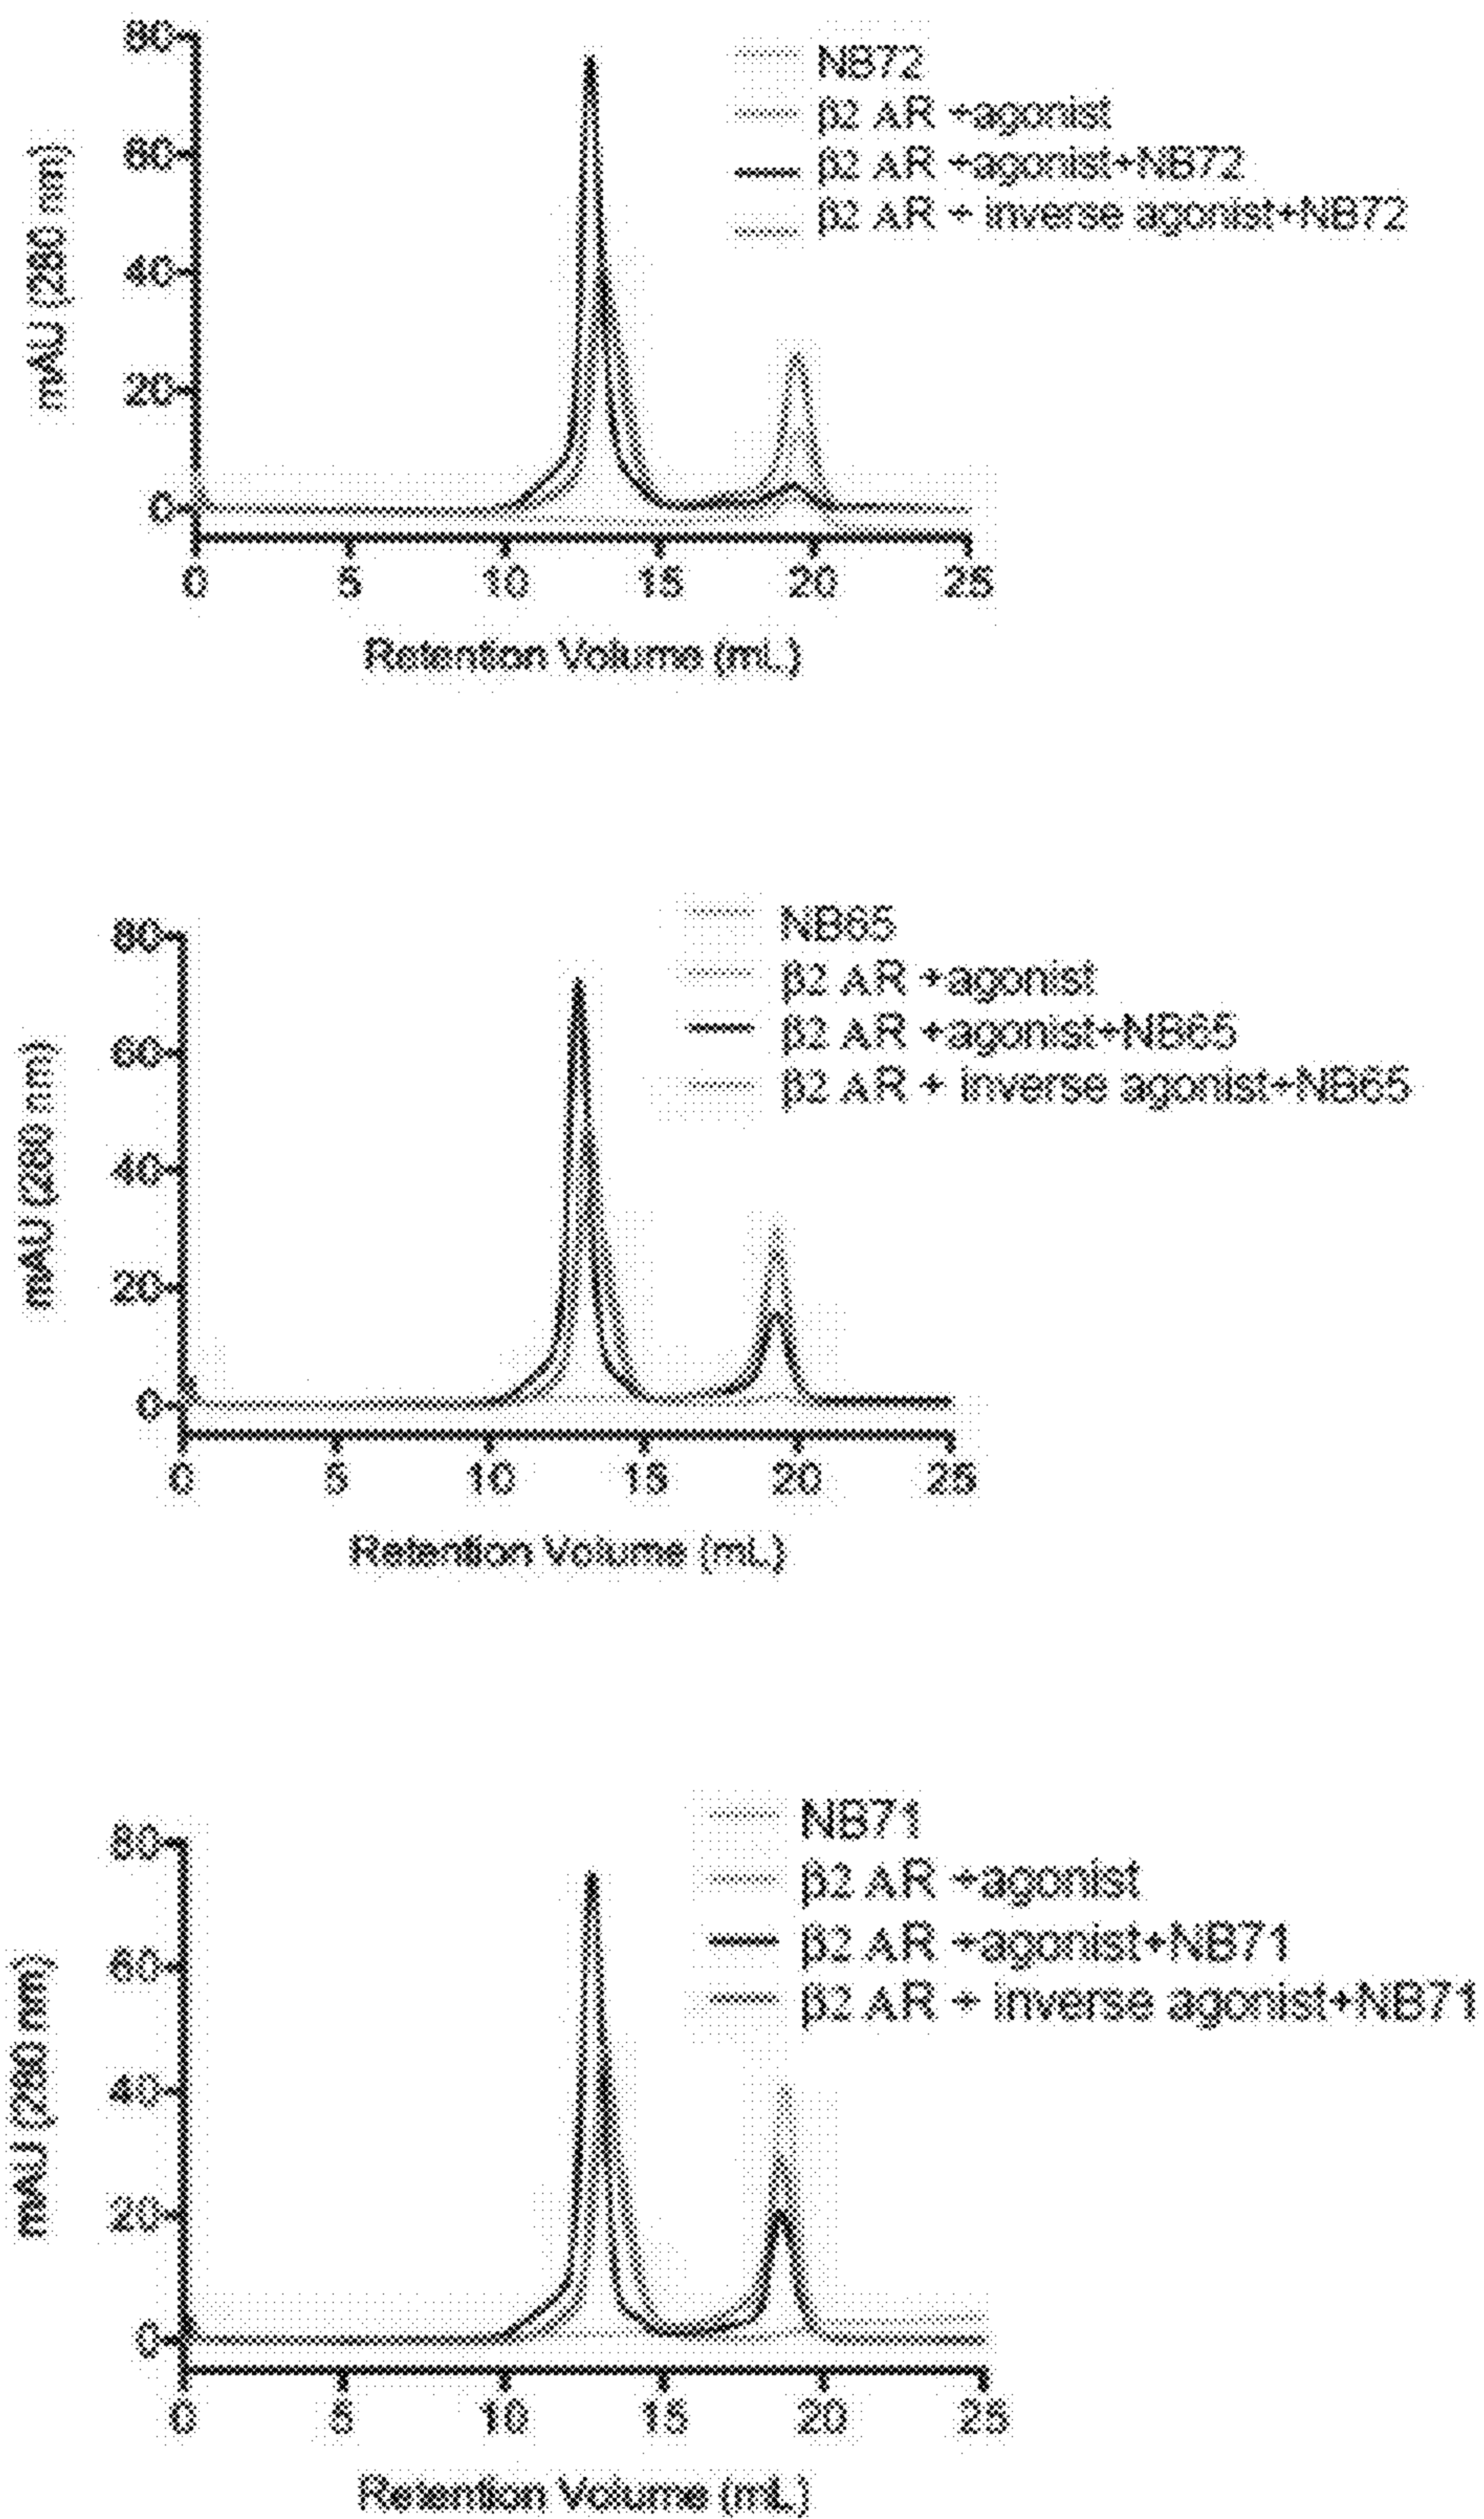 80
60
40
20
0
mAU (280 nm)
NB72
β2 AR +agonist
β2 AR +agonist+NB72
β2 AR + inverse agonist+NB72
0 5 10 15 20 25
Retention Volume (mL)
80
60
40
20
0
mAU (280 nm)
NB65
β2 AR +agonist
β2 AR +agonist+NB65
β2 AR + inverse agonist+NB65
0 5 10 15 20 25
Retention Volume (mL)
80
60
40
20
0
mAU (280 nm)
NB71
β2 AR +agonist
β2 AR +agonist+NB71
β2 AR + inverse agonist+NB71
0 5 10 15 20 25
Retention Volume (mL)